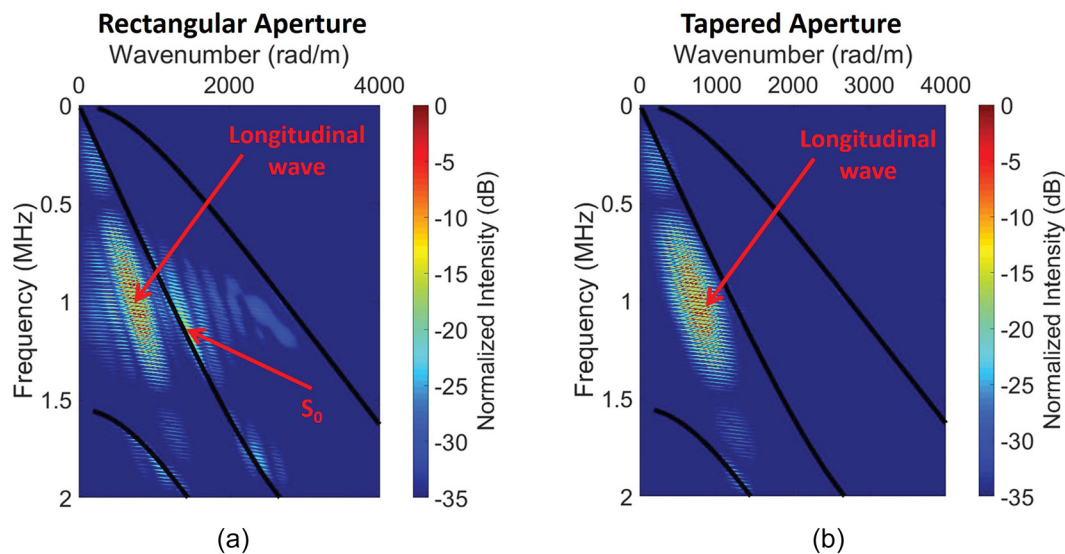 Rectangular Aperture
Wavenumber (rad/m)
0 2000 4000
0
0.5
1
1.5
2
Frequency (MHz)
Longitudinal
wave
S0
0
-5
-10
-15
-20
-25
-30
-35
Normalized Intensity (dB)
(a)
Tapered Aperture
Wavenumber (rad/m)
0 1000 2000 3000 4000
0
0.5
1
1.5
2
Frequency (MHz)
Longitudinal
wave
0
-5
-10
-15
-20
-25
-30
-35
Normalized Intensity (dB)
(b)